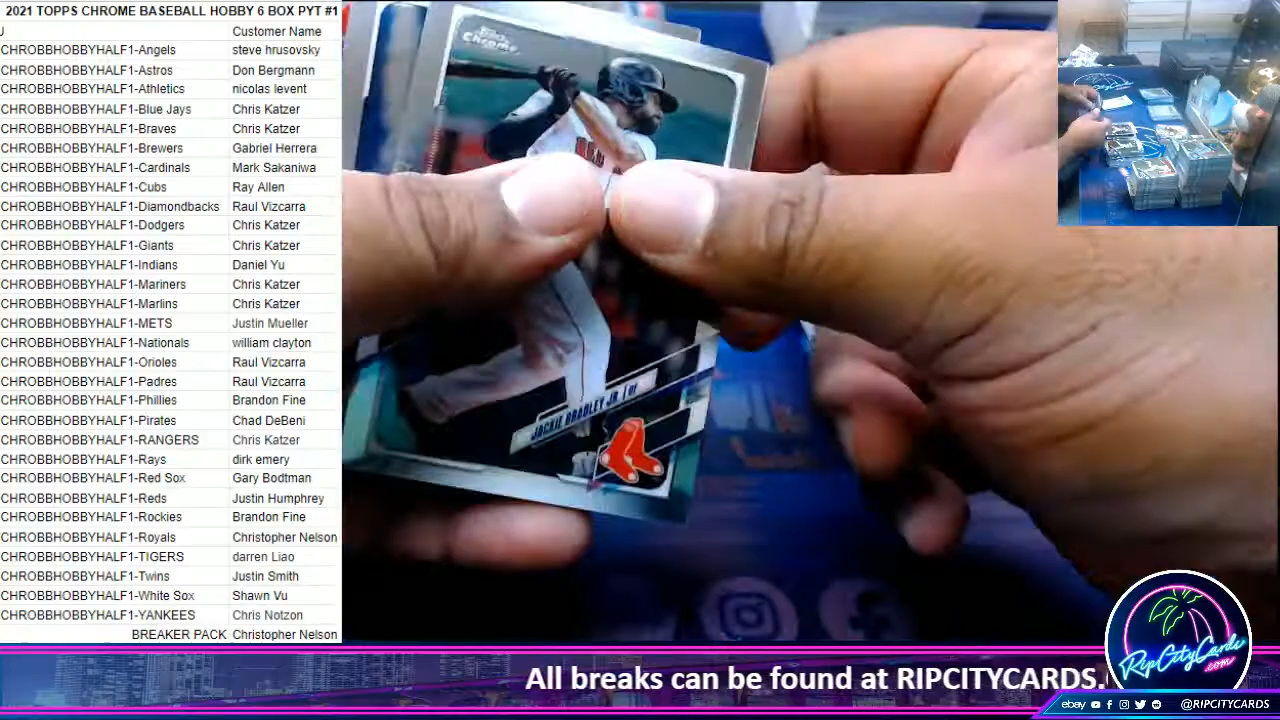 2021 TOPPS CHROME BASEBALL HOBBY 6 BOX PYT #1
Customer Name
CHROBBHOBBYHALF1-Angels steve hrusovsky
CHROBBHOBBYHALF1-Astros Don Bergmann
CHROBBHOBBYHALF1-Athletics nicolas levent
CHROBBHOBBYHALF1-Blue Jays Chris Katzer
CHROBBHOBBYHALF1-Braves Chris Katzer
CHROBBHOBBYHALF1-Brewers Gabriel Herrera
CHROBBHOBBYHALF1-Cardinals Mark Sakaniwa
CHROBBHOBBYHALF1-Cubs Ray Allen
CHROBBHOBBYHALF1-Diamondbacks Raul Vizcarra
CHROBBHOBBYHALF1-Dodgers Chris Katzer
CHROBBHOBBYHALF1-Giants Chris Katzer
CHROBBHOBBYHALF1-Indians Daniel Yu
CHROBBHOBBYHALF1-Mariners Chris Katzer
CHROBBHOBBYHALF1-Marlins Chris Katzer
CHROBBHOBBYHALF1-METS Justin Mueller
CHROBBHOBBYHALF1-Nationals william clayton
CHROBBHOBBYHALF1-Orioles Raul Vizcarra
CHROBBHOBBYHALF1-Padres Raul Vizcarra
CHROBBHOBBYHALF1-Phillies Brandon Fine
CHROBBHOBBYHALF1-Pirates Chad DeBeni
CHROBBHOBBYHALF1-RANGERS Chris Katzer
CHROBBHOBBYHALF1-Rays dirk emery
CHROBBHOBBYHALF1-Red Sox Gary Bodtman
CHROBBHOBBYHALF1-Reds Justin Humphrey
CHROBBHOBBYHALF1-Rockies Brandon Fine
CHROBBHOBBYHALF1-Royals Christopher Nelson
CHROBBHOBBYHALF1-TIGERS darren Liao
CHROBBHOBBYHALF1-Twins Justin Smith
CHROBBHOBBYHALF1-White Sox Shawn Vu
CHROBBHOBBYHALF1-YANKEES Chris Notzon
BREAKER PACK Christopher Nelson
Topps
Chrome
RED
JACKIE BRADLEY JR. | OF
All breaks can be found at RIPCITYCARDS.
RipCityCards
.com
ebay @RIPCITYCARDS